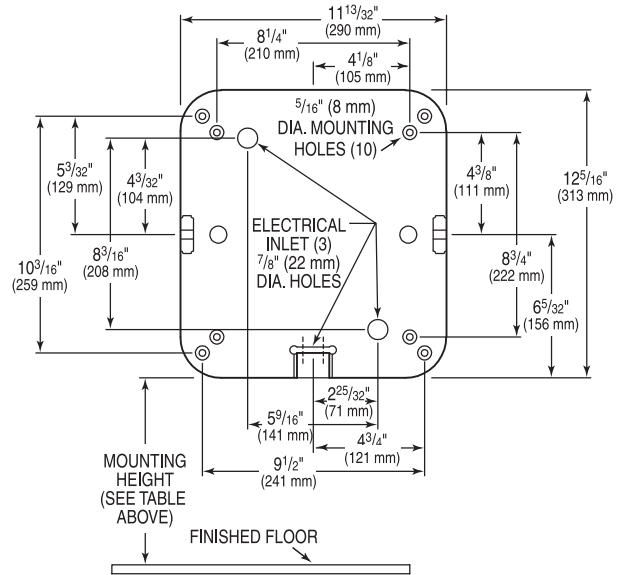 11 13/32"
(290 mm)
8 1/4"
(210 mm)
4 1/8"
(105 mm)
5/16" (8 mm)
DIA. MOUNTING
HOLES (10)
5 3/32"
(129 mm)
4 3/32"
(104 mm)
4 3/8"
(111 mm)
12 5/16"
(313 mm)
ELECTRICAL
INLET (3)
7/8" (22 mm)
DIA. HOLES
10 3/16"
(259 mm)
8 3/16"
(208 mm)
8 3/4"
(222 mm)
6 5/32"
(156 mm)
2 25/32"
(71 mm)
5 9/16"
(141 mm)
4 3/4"
(121 mm)
9 1/2"
(241 mm)
MOUNTING
HEIGHT
(SEE TABLE
ABOVE)
FINISHED FLOOR